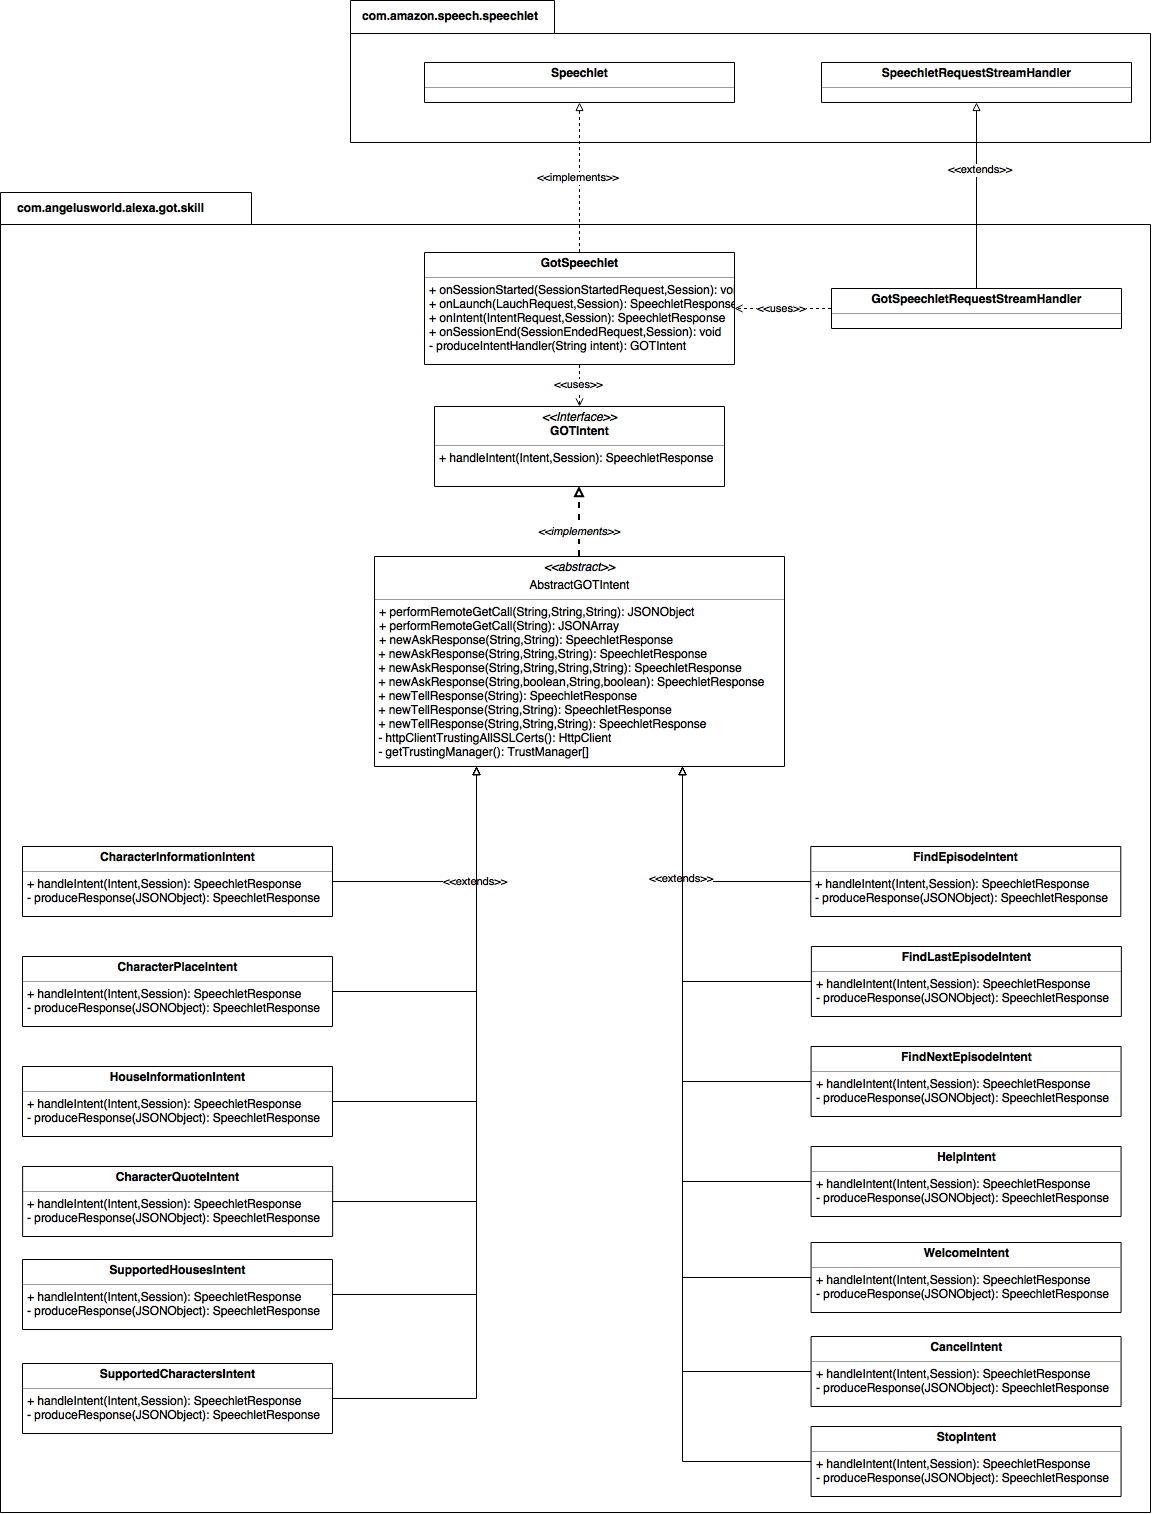 com.amazon.speech.speechlet
Speechlet
SpeechletRequestStreamHandler
<<implements>>
<<extends>>
com.angelusworld.alexa.got.skill
GotSpeechlet
+ onSessionStarted(SessionStartedRequest,Session): vo
+ onLaunch(LauchRequest,Session): SpeechletResponse
+ onIntent(IntentRequest,Session): SpeechletResponse
+ onSessionEnd(SessionEndedRequest,Session): void
- produceIntentHandler(String intent): GOTIntent
<<uses>>
GotSpeechletRequestStreamHandler
<<uses>>
<<Interface>>
GOTIntent
+ handleIntent(Intent,Session): SpeechletResponse
<<implements>>
<<abstract>>
AbstractGOTIntent
+ performRemoteGetCall(String,String,String): JSONObject
+ performRemoteGetCall(String): JSONArray
+ newAskResponse(String,String): SpeechletResponse
+ newAskResponse(String,String,String): SpeechletResponse
+ newAskResponse(String,String,String,String): SpeechletResponse
+ newAskResponse(String,boolean,String,boolean): SpeechletResponse
+ newTellResponse(String): SpeechletResponse
+ newTellResponse(String,String): SpeechletResponse
+ newTellResponse(String,String,String): SpeechletResponse
- httpClientTrustingAllSSLCerts(): HttpClient
- getTrustingManager(): TrustManager[]
<<extends>>
<<extends>>
CharacterInformationIntent
+ handleIntent(Intent,Session): SpeechletResponse
- produceResponse(JSONObject): SpeechletResponse
CharacterPlaceIntent
+ handleIntent(Intent,Session): SpeechletResponse
- produceResponse(JSONObject): SpeechletResponse
HouseInformationIntent
+ handleIntent(Intent,Session): SpeechletResponse
- produceResponse(JSONObject): SpeechletResponse
CharacterQuoteIntent
+ handleIntent(Intent,Session): SpeechletResponse
- produceResponse(JSONObject): SpeechletResponse
SupportedHousesIntent
+ handleIntent(Intent,Session): SpeechletResponse
- produceResponse(JSONObject): SpeechletResponse
SupportedCharactersIntent
+ handleIntent(Intent,Session): SpeechletResponse
- produceResponse(JSONObject): SpeechletResponse
FindEpisodeIntent
+ handleIntent(Intent,Session): SpeechletResponse
- produceResponse(JSONObject): SpeechletResponse
FindLastEpisodeIntent
+ handleIntent(Intent,Session): SpeechletResponse
- produceResponse(JSONObject): SpeechletResponse
FindNextEpisodeIntent
+ handleIntent(Intent,Session): SpeechletResponse
- produceResponse(JSONObject): SpeechletResponse
HelpIntent
+ handleIntent(Intent,Session): SpeechletResponse
- produceResponse(JSONObject): SpeechletResponse
WelcomeIntent
+ handleIntent(Intent,Session): SpeechletResponse
- produceResponse(JSONObject): SpeechletResponse
CancelIntent
+ handleIntent(Intent,Session): SpeechletResponse
- produceResponse(JSONObject): SpeechletResponse
StopIntent
+ handleIntent(Intent,Session): SpeechletResponse
- produceResponse(JSONObject): SpeechletResponse